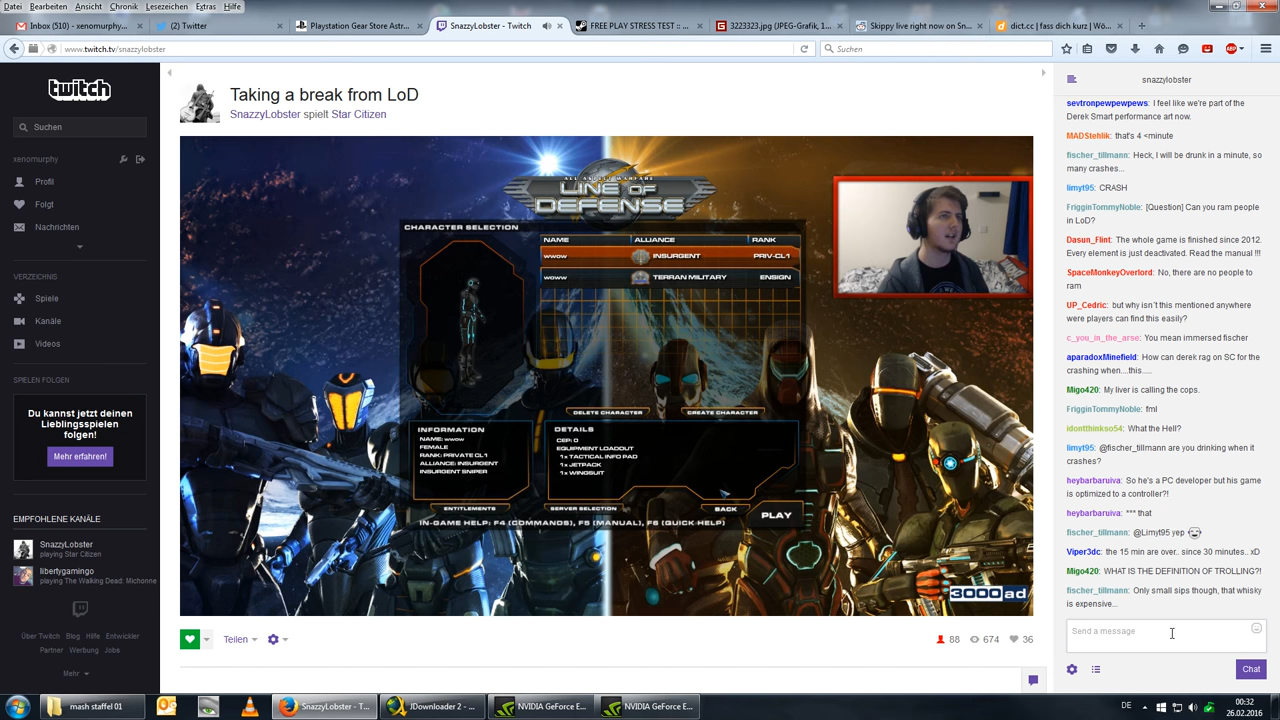 Datei Bearbeiten Ansicht Chronik Lesezeichen Extras Hilfe
Inbox (510) - xenomurphy...
(2) Twitter
Playstation Gear Store Astr...
SnazzyLobster - Twitch
FREE PLAY STRESS TEST :: ...
3223323.jpg (JPEG-Grafik, 1...
Skippy live right now on Sn...
dict.cc | fass dich kurz | Wö...
www.twitch.tv/snazzylobster
Suchen
twitch
Suchen
xenomurphy
Profil
Folgt
Nachrichten
VERZEICHNIS
Spiele
Kanäle
Videos
SPIELEN FOLGEN
Du kannst jetzt deinen
Lieblingsspielen
folgen!
Mehr erfahren!
EMPFOHLENE KANÄLE
SnazzyLobster
playing Star Citizen
libertygamingo
playing The Walking Dead: Michonne
Über Twitch Blog Hilfe Entwickler
Partner Werbung Jobs
Mehr
Taking a break from LoD
SnazzyLobster spielt Star Citizen
ALL ASPECT WARFARE
LINE OF
DEFENSE
CHARACTER SELECTION
NAME ALLIANCE RANK
wwow INSURGENT PRIV-CL1
woww TERRAN MILITARY ENSIGN
DELETE CHARACTER CREATE CHARACTER
INFORMATION
NAME: wwow
FEMALE
RANK: PRIVATE CL1
ALLIANCE: INSURGENT
INSURGENT SNIPER
DETAILS
CEP: 0
EQUIPMENT LOADOUT
1x TACTICAL INFO PAD
1x JETPACK
1x WINGSUIT
ENTITLEMENTS SERVER SELECTION BACK PLAY
IN-GAME HELP: F4 (COMMANDS), F5 (MANUAL), F6 (QUICK HELP)
3000ad
Teilen
88 674 36
snazzylobster
sevtronpewpewpews: I feel like we're part of the
Derek Smart performance art now.
MADStehlik: that's 4 <minute
fischer_tillmann: Heck, I will be drunk in a minute, so
many crashes...
limyt95: CRASH
FrigginTommyNoble: [Question] Can you ram people
in LoD?
Dasun_Flint: The whole game is finished since 2012.
Every element is just deactivated. Read the manual !!!
SpaceMonkeyOverlord: No, there are no people to
ram
UP_Cedric: but why isn´t this mentioned anywhere
were players can find this easily?
c_you_in_the_arse: You mean immersed fischer
aparadoxMinefield: How can derek rag on SC for the
crashing when....this.....
Migo420: My liver is calling the cops.
FrigginTommyNoble: fml
idontthinkso54: What the Hell?
limyt95: @fischer_tillmann are you drinking when it
crashes?
heybarbaruiva: So he's a PC developer but his game
is optimized to a controller?!
heybarbaruiva: *** that
fischer_tillmann: @Limyt95 yep
Viper3dc: the 15 min are over.. since 30 minutes.. xD
Migo420: WHAT IS THE DEFINITION OF TROLLING?!
fischer_tillmann: Only small sips though, that whisky
is expensive...
Send a message
Chat
mash staffel 01
SnazzyLobster - T...
JDownloader 2 - ...
NVIDIA GeForce E...
NVIDIA GeForce E...
DE
00:32
26.02.2016